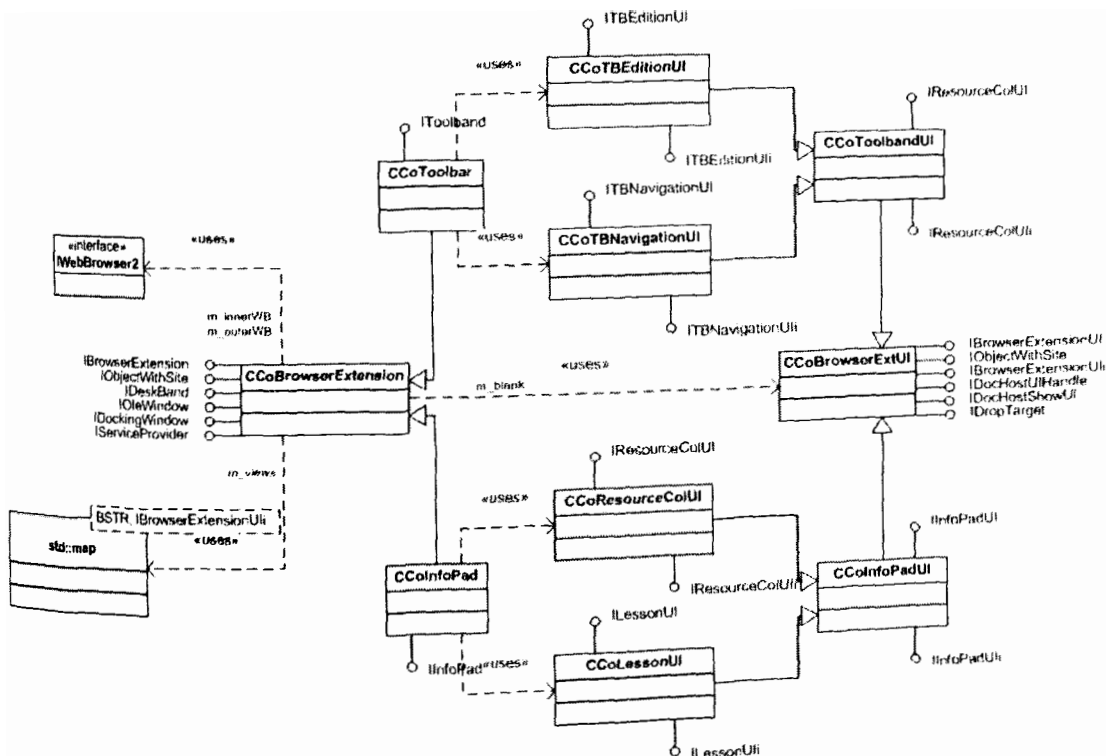 ITBEditionUI
«uses»
CCoTBEditionUI
IToolband
IResourceColUI
CCoToolbandUI
ITBEditionUIi
CCoToolbar
ITBNavigationUI
«uses»
CCoTBNavigationUI
IResourceColUIi
«interface»
IWebBrowser2
«uses»
m_innerWB
m_outerWB
ITBNavigationUIi
IBrowserExtension
IObjectWithSite
IDeskBand
IOleWindow
IDockingWindow
IServiceProvider
CCoBrowserExtension
«uses»
m_blank
CCoBrowserExtUI
IBrowserExtensionUI
IObjectWithSite
IBrowserExtensionUIi
IDocHostUIHandle
IDocHostShowUI
IDropTarget
m_views
IResourceColUI
«uses»
CCoResourceColUI
BSTR, IBrowserExtensionUIi
std::map
«uses»
IInfoPadUI
CCoInfoPad
CCoInfoPadUI
IResourceColUIi
ILessonUI
IInfoPad
«uses»
CCoLessonUI
IInfoPadUIi
ILessonUIi